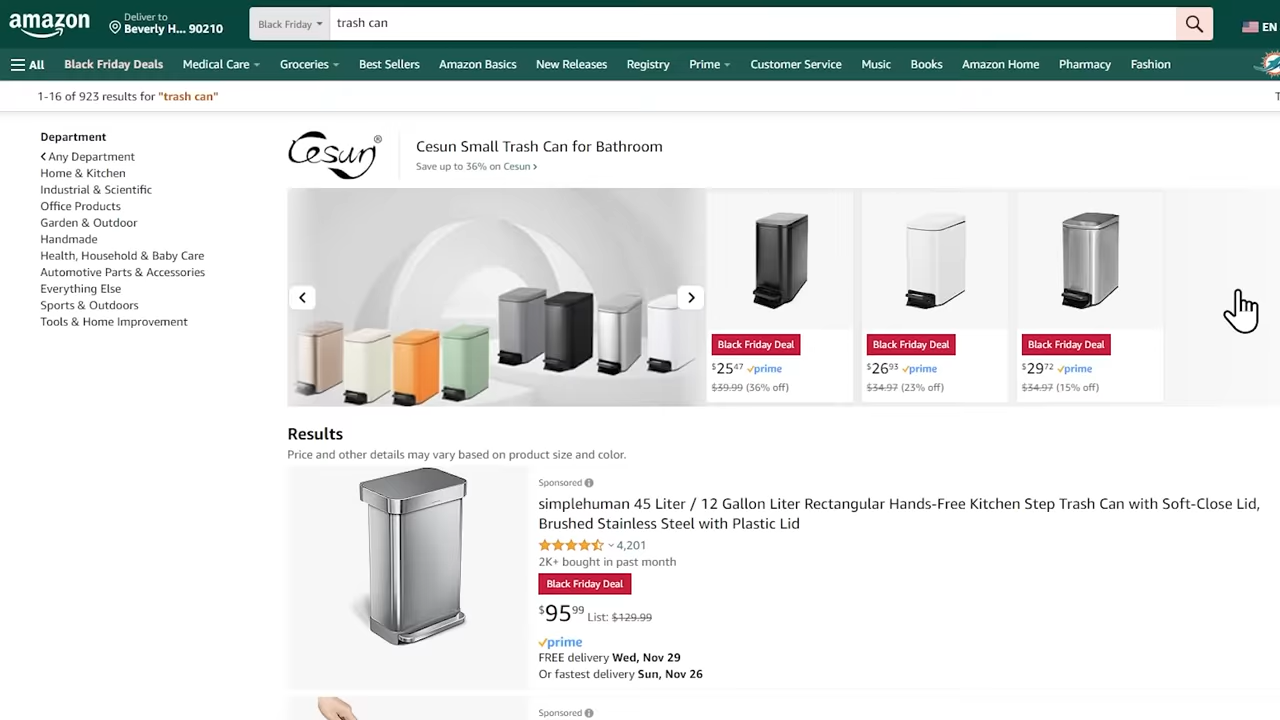 amazon
Deliver to
Beverly H... 90210
Black Friday
trash can
EN
All
Black Friday Deals
Medical Care
Groceries
Best Sellers
Amazon Basics
New Releases
Registry
Prime
Customer Service
Music
Books
Amazon Home
Pharmacy
Fashion
1-16 of 923 results for "trash can"
Department
Any Department
Home & Kitchen
Industrial & Scientific
Office Products
Garden & Outdoor
Handmade
Health, Household & Baby Care
Automotive Parts & Accessories
Everything Else
Sports & Outdoors
Tools & Home Improvement
Cesun®
Cesun Small Trash Can for Bathroom
Save up to 36% on Cesun ›
Black Friday Deal
$2547 prime
$39.99 (36% off)
Black Friday Deal
$2693 prime
$34.97 (23% off)
Black Friday Deal
$2972 prime
$34.97 (15% off)
Results
Price and other details may vary based on product size and color.
Sponsored
simplehuman 45 Liter / 12 Gallon Liter Rectangular Hands-Free Kitchen Step Trash Can with Soft-Close Lid,
Brushed Stainless Steel with Plastic Lid
4,201
2K+ bought in past month
Black Friday Deal
$9599 List: $129.99
prime
FREE delivery Wed, Nov 29
Or fastest delivery Sun, Nov 26
Sponsored